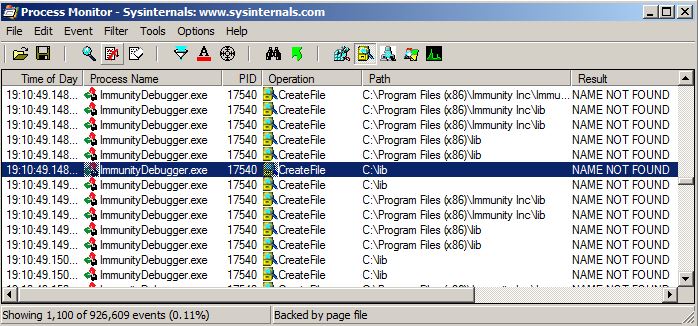 Process Monitor - Sysinternals: www.sysinternals.com
File Edit Event Filter Tools Options Help
Time of Day Process Name PID Operation Path Result
19:10:49.148... ImmunityDebugger.exe 17540 CreateFile C:\Program Files (x86)\Immunity Inc\Immu... NAME NOT FOUND
19:10:49.148... ImmunityDebugger.exe 17540 CreateFile C:\Program Files (x86)\Immunity Inc\lib NAME NOT FOUND
19:10:49.148... ImmunityDebugger.exe 17540 CreateFile C:\Program Files (x86)\Immunity Inc\lib NAME NOT FOUND
19:10:49.148... ImmunityDebugger.exe 17540 CreateFile C:\Program Files (x86)\lib NAME NOT FOUND
19:10:49.148... ImmunityDebugger.exe 17540 CreateFile C:\Program Files (x86)\lib NAME NOT FOUND
19:10:49.148... ImmunityDebugger.exe 17540 CreateFile C:\lib NAME NOT FOUND
19:10:49.149... ImmunityDebugger.exe 17540 CreateFile C:\lib NAME NOT FOUND
19:10:49.149... ImmunityDebugger.exe 17540 CreateFile C:\Program Files (x86)\Immunity Inc\lib NAME NOT FOUND
19:10:49.149... ImmunityDebugger.exe 17540 CreateFile C:\Program Files (x86)\Immunity Inc\lib NAME NOT FOUND
19:10:49.149... ImmunityDebugger.exe 17540 CreateFile C:\Program Files (x86)\lib NAME NOT FOUND
19:10:49.150... ImmunityDebugger.exe 17540 CreateFile C:\Program Files (x86)\lib NAME NOT FOUND
19:10:49.150... ImmunityDebugger.exe 17540 CreateFile C:\lib NAME NOT FOUND
19:10:49.150... ImmunityDebugger.exe 17540 CreateFile C:\lib NAME NOT FOUND
Showing 1,100 of 926,609 events (0.11%) Backed by page file